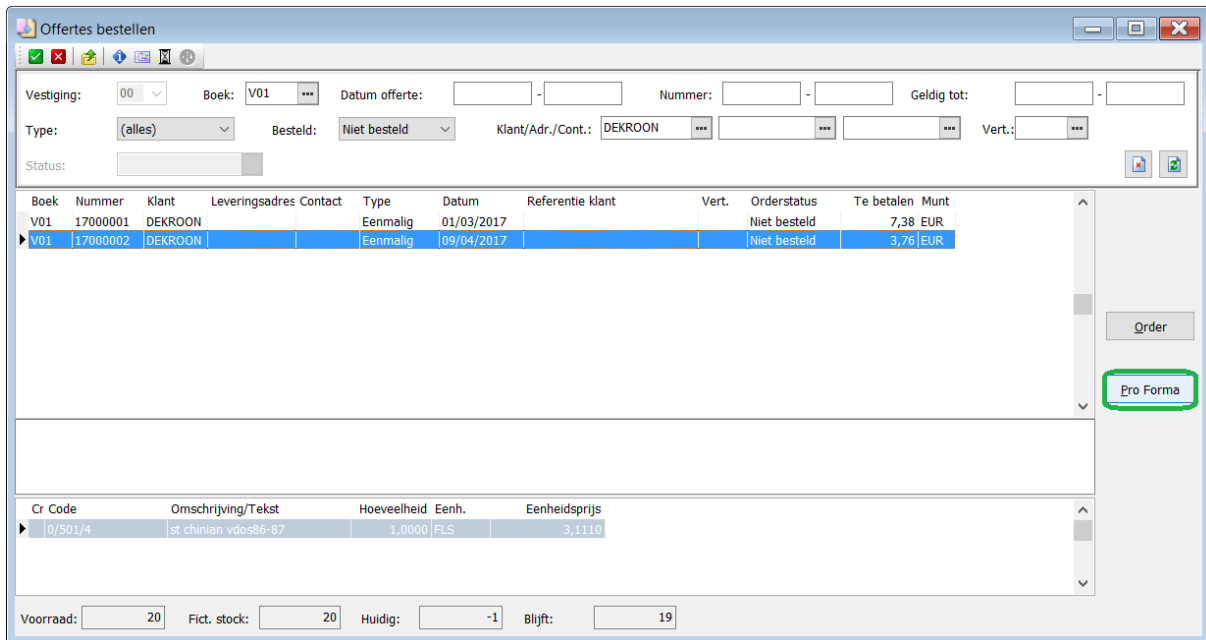 Offertes bestellen
Vestiging: 00 Boek: V01 Datum offerte: - Nummer: - Geldig tot: -
Type: (alles) Besteld: Niet besteld Klant/Adr./Cont.: DEKROON Vert.:
Status:
Boek Nummer Klant Leveringsadres Contact Type Datum Referentie klant Vert. Orderstatus Te betalen Munt
V01 17000001 DEKROON Eenmalig 01/03/2017 Niet besteld 7,38 EUR
V01 17000002 DEKROON Eenmalig 09/04/2017 Niet besteld 3,76 EUR
Order
Pro Forma
Cr Code Omschrijving/Tekst Hoeveelheid Eenh. Eenheidsprijs
0/501/4 st chinian vdos86-87 1,0000 FLS 3,1110
Voorraad: 20 Fict. stock: 20 Huidig: -1 Blijft: 19